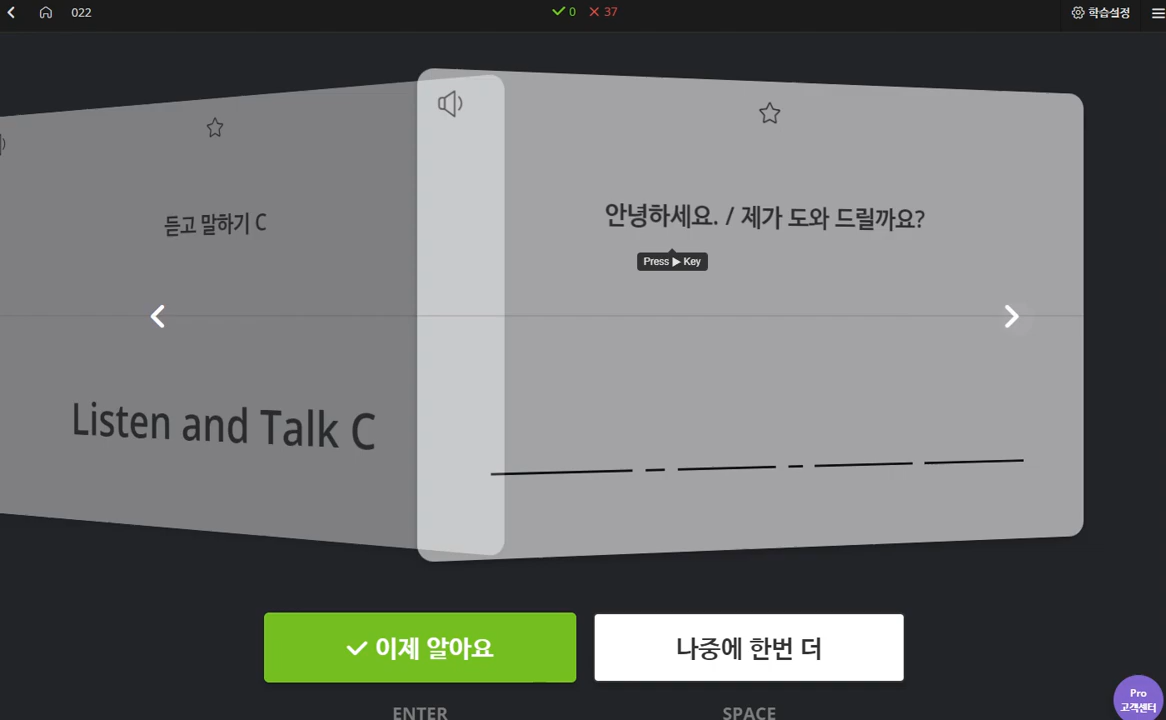 022
0
37
학습설정
듣고 말하기 C
Listen and Talk C
안녕하세요. / 제가 도와 드릴까요?
Press ▶ Key
이제 알아요
나중에 한번 더
ENTER
SPACE
Pro
고객센터